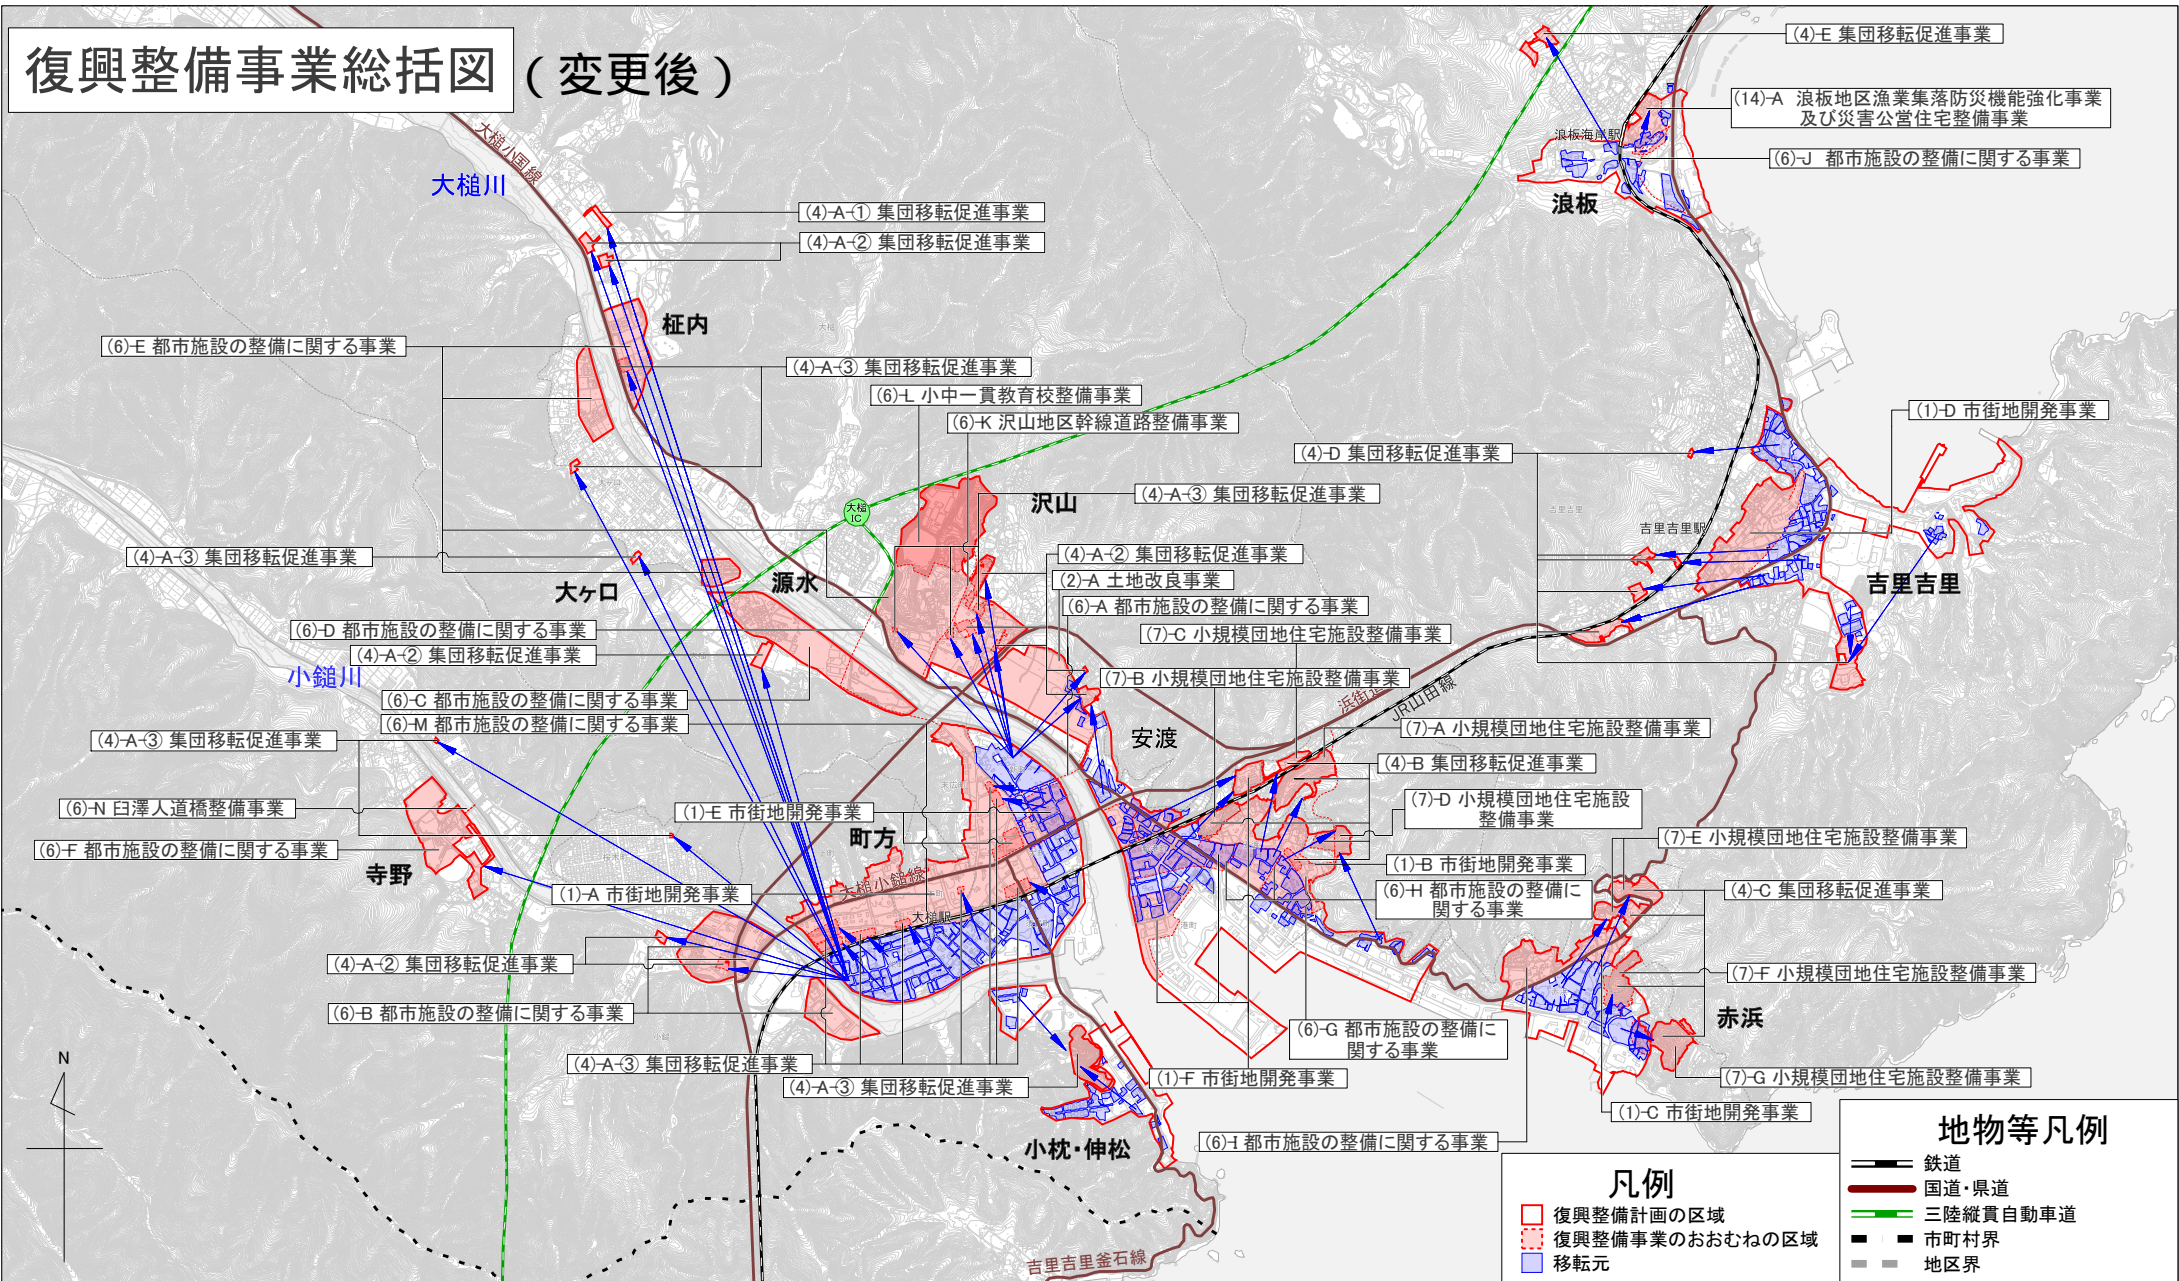 復興整備事業総括図
（変更後）
(4)-E 集団移転促進事業
(14)-A 浪板地区漁業集落防災機能強化事業
及び災害公営住宅整備事業
浪板海岸駅
(6)-J 都市施設の整備に関する事業
浪板
大槌小国線
大槌川
(4)-A-① 集団移転促進事業
(4)-A-② 集団移転促進事業
柾内
(6)-E 都市施設の整備に関する事業
(4)-A-③ 集団移転促進事業
(6)-L 小中一貫教育校整備事業
(6)-K 沢山地区幹線道路整備事業
(1)-D 市街地開発事業
(4)-D 集団移転促進事業
(4)-A-③ 集団移転促進事業
沢山
大槌
IC
吉里吉里
吉里吉里駅
(4)-A-③ 集団移転促進事業
(4)-A-② 集団移転促進事業
(2)-A 土地改良事業
大ヶ口
源水
吉里吉里
(6)-A 都市施設の整備に関する事業
(6)-D 都市施設の整備に関する事業
(7)-C 小規模団地住宅施設整備事業
(4)-A-② 集団移転促進事業
小鎚川
(7)-B 小規模団地住宅施設整備事業
(6)-C 都市施設の整備に関する事業
浜街道
JR山田線
(6)-M 都市施設の整備に関する事業
(7)-A 小規模団地住宅施設整備事業
(4)-A-③ 集団移転促進事業
安渡
(4)-B 集団移転促進事業
(6)-N 臼澤人道橋整備事業
(1)-E 市街地開発事業
(7)-D 小規模団地住宅施設
整備事業
町方
(7)-E 小規模団地住宅施設整備事業
(6)-F 都市施設の整備に関する事業
(1)-B 市街地開発事業
寺野
大槌小鎚線
(1)-A 市街地開発事業
(6)-H 都市施設の整備に
関する事業
(4)-C 集団移転促進事業
大槌駅
(4)-A-② 集団移転促進事業
(7)-F 小規模団地住宅施設整備事業
(6)-B 都市施設の整備に関する事業
赤浜
(6)-G 都市施設の整備に
関する事業
N
(4)-A-③ 集団移転促進事業
(4)-A-③ 集団移転促進事業
(1)-F 市街地開発事業
(7)-G 小規模団地住宅施設整備事業
(1)-C 市街地開発事業
小枕・伸松
(6)-I 都市施設の整備に関する事業
吉里吉里釜石線
凡例
復興整備計画の区域
復興整備事業のおおむねの区域
移転元
地物等凡例
鉄道
国道・県道
三陸縦貫自動車道
市町村界
地区界